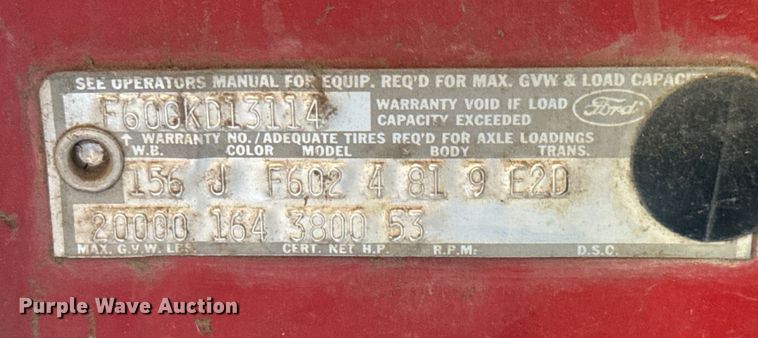 SEE OPERATORS MANUAL FOR EQUIP. REQ'D FOR MAX. GVW & LOAD CAPACIT
F60GKD13114 WARRANTY VOID IF LOAD CAPACITY EXCEEDED Ford
↑ WARRANTY NO./ADEQUATE TIRES REQ'D FOR AXLE LOADINGS
W.B. COLOR MODEL BODY TRANS.
156 J F602 4 81 9 E2D
20000 164 3800 53
MAX. G.V.W. LBS. CERT. NET H.P. R.P.M. D.S.C.
Purple Wave Auction